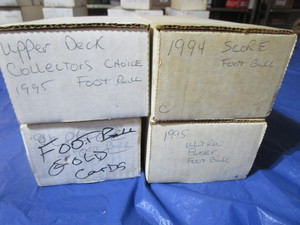 Upper Deck
Collectors Choice
1995 Foot Ball
1994 SCORE
Foot Ball
C
Foot Ball
GOLD
CARDS
1995
ULTRA
FLEER
Foot Ball